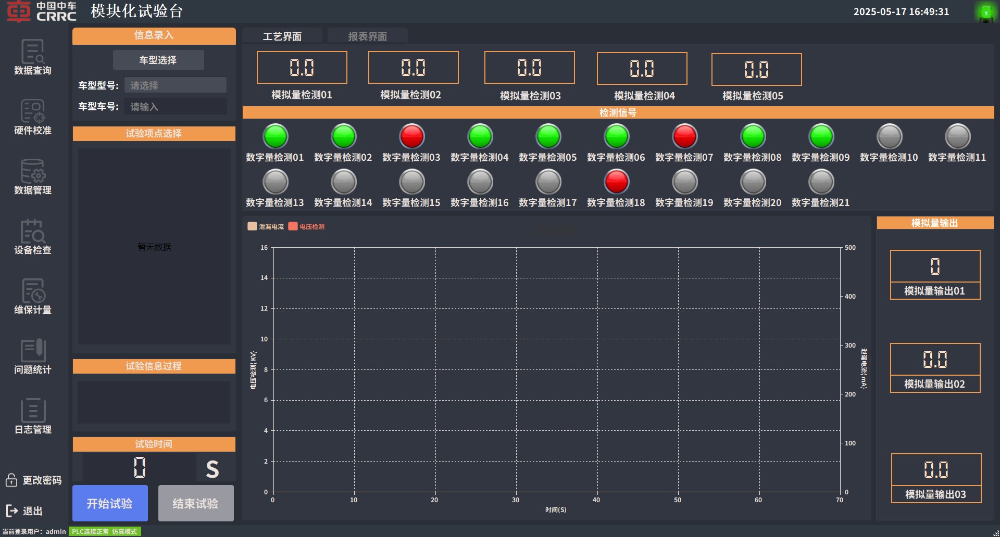 中国中车
CRRC
模块化试验台
2025-05-17 16:49:31
数据查询
硬件校准
数据管理
设备检查
维保计量
问题统计
日志管理
更改密码
退出
信息录入
车型选择
车型型号: 请选择
车型车号: 请输入
试验项点选择
暂无数据
试验信息过程
试验时间
0 S
开始试验 结束试验
工艺界面 报表界面
0.0 0.0 0.0 0.0 0.0
模拟量检测01 模拟量检测02 模拟量检测03 模拟量检测04 模拟量检测05
检测信号
数字量检测01 数字量检测02 数字量检测03 数字量检测04 数字量检测05 数字量检测06 数字量检测07 数字量检测08 数字量检测09 数字量检测10 数字量检测11
数字量检测13 数字量检测14 数字量检测15 数字量检测16 数字量检测17 数字量检测18 数字量检测19 数字量检测20 数字量检测21
泄漏电流 电压检测
16
14
12
10
8
6
4
2
0
电压检测(KV)
500
400
300
200
100
0
泄漏电流(mA)
0 10 20 30 40 50 60 70
时间(S)
模拟量输出
0
模拟量输出01
0.0
模拟量输出02
0.0
模拟量输出03
当前登录用户: admin PLC连接正常 仿真模式